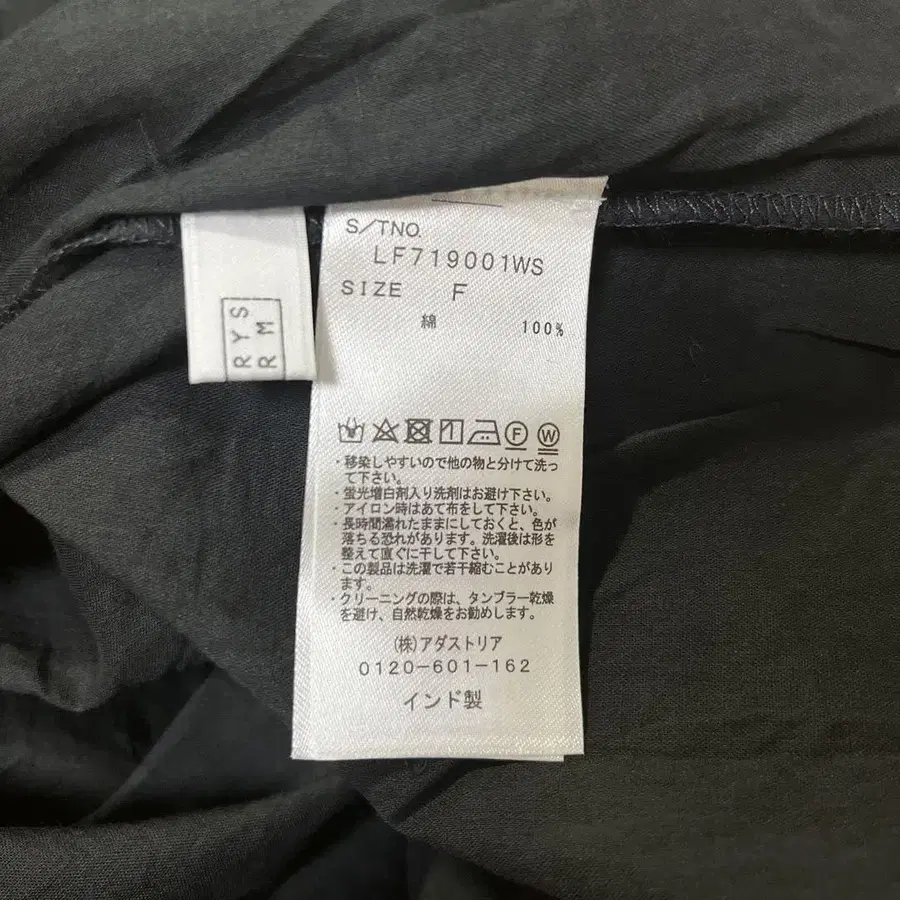 S/TNO.
LF719001WS
SIZE F
綿 100%
F W
・移染しやすいので他の物と分けて洗っ
て下さい。
・蛍光増白剤入り洗剤はお避け下さい。
・アイロン時はあて布をして下さい。
・長時間濡れたままにしておくと、色が
落ちる恐れがあります。洗濯後は形を
整えて直ぐに干して下さい。
・この製品は洗濯で若干縮むことがあり
ます。
・クリーニングの際は、タンブラー乾燥
を避け、自然乾燥をお勧めします。
(株)アダストリア
0120-601-162
インド製
RYS
RM